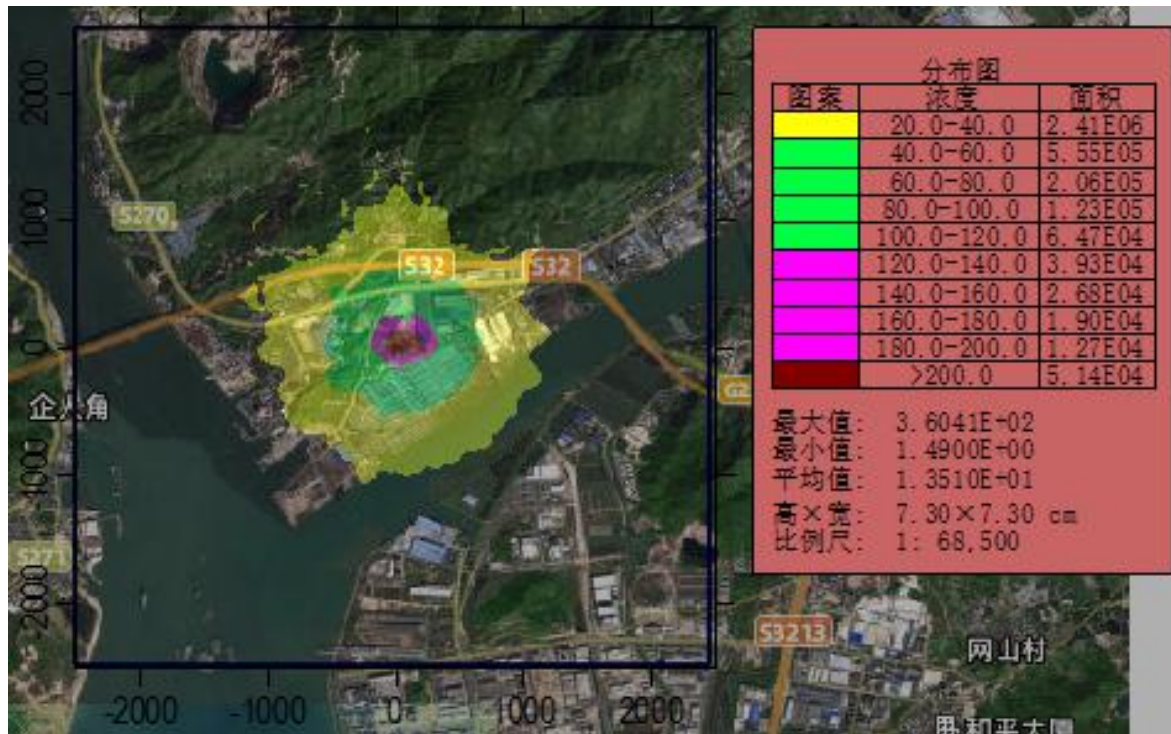 分布图
图案 浓度 面积
20.0-40.0 2.41E06
40.0-60.0 5.55E05
60.0-80.0 2.06E05
80.0-100.0 1.23E05
100.0-120.0 6.47E04
120.0-140.0 3.93E04
140.0-160.0 2.68E04
160.0-180.0 1.90E04
180.0-200.0 1.27E04
>200.0 5.14E04
最大值: 3.6041E+02
最小值: 1.4900E+00
平均值: 1.3510E+01
高×宽: 7.30×7.30 cm
比例尺: 1: 68,500
2000
1000
0
-1000
-2000
S270
S32
S32
G2
企人角
S271
S3213
网山村
-2000 -1000 0 1000 2000